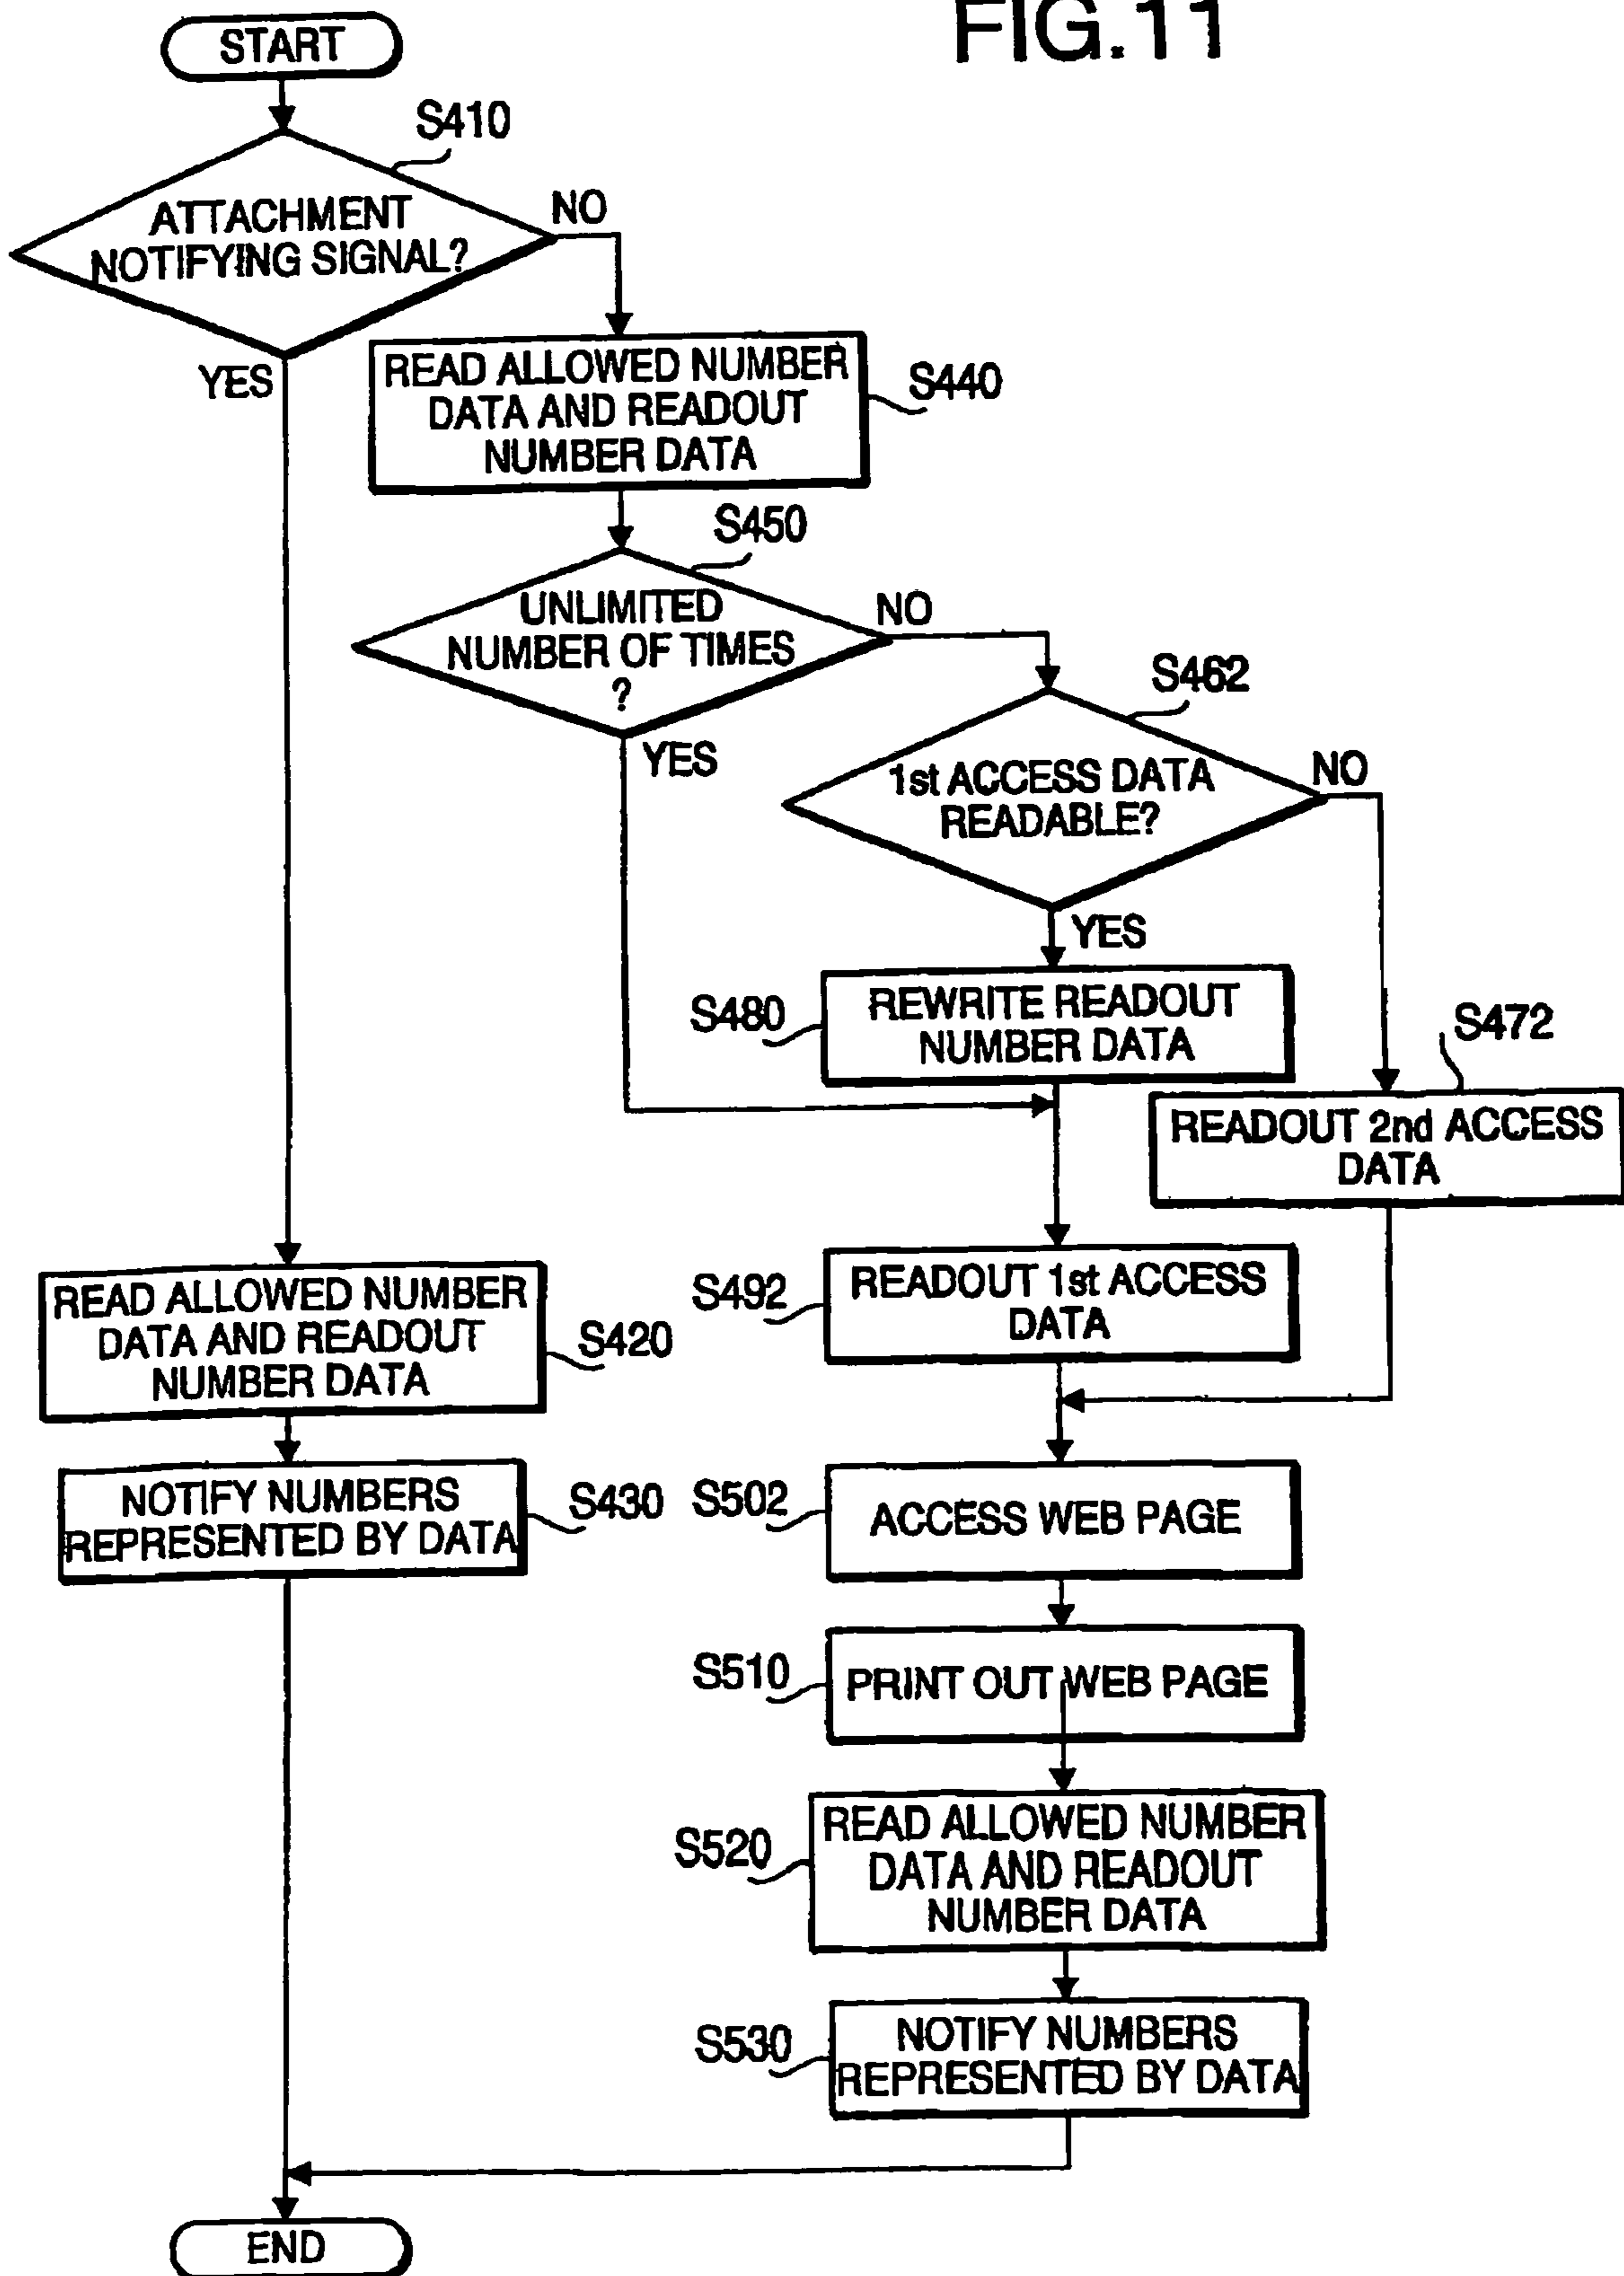 FIG.11
START
S410
ATTACHMENT
NOTIFYING SIGNAL?
NO
YES
READ ALLOWED NUMBER
DATA AND READOUT
NUMBER DATA
S440
S450
UNLIMITED
NUMBER OF TIMES
?
NO
YES
S462
1st ACCESS DATA
READABLE?
NO
YES
S480
REWRITE READOUT
NUMBER DATA
S472
READOUT 2nd ACCESS
DATA
READ ALLOWED NUMBER
DATA AND READOUT
NUMBER DATA
S420
S492
READOUT 1st ACCESS
DATA
NOTIFY NUMBERS
REPRESENTED BY DATA
S430
S502
ACCESS WEB PAGE
S510
PRINT OUT WEB PAGE
S520
READ ALLOWED NUMBER
DATA AND READOUT
NUMBER DATA
S530
NOTIFY NUMBERS
REPRESENTED BY DATA
END